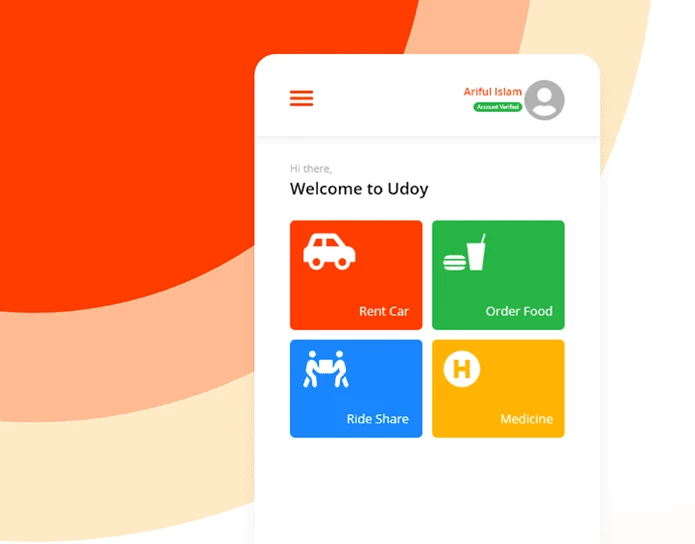 Ariful Islam
Account Verified
Hi there,
Welcome to Udoy
Rent Car
Order Food
Ride Share
H
Medicine